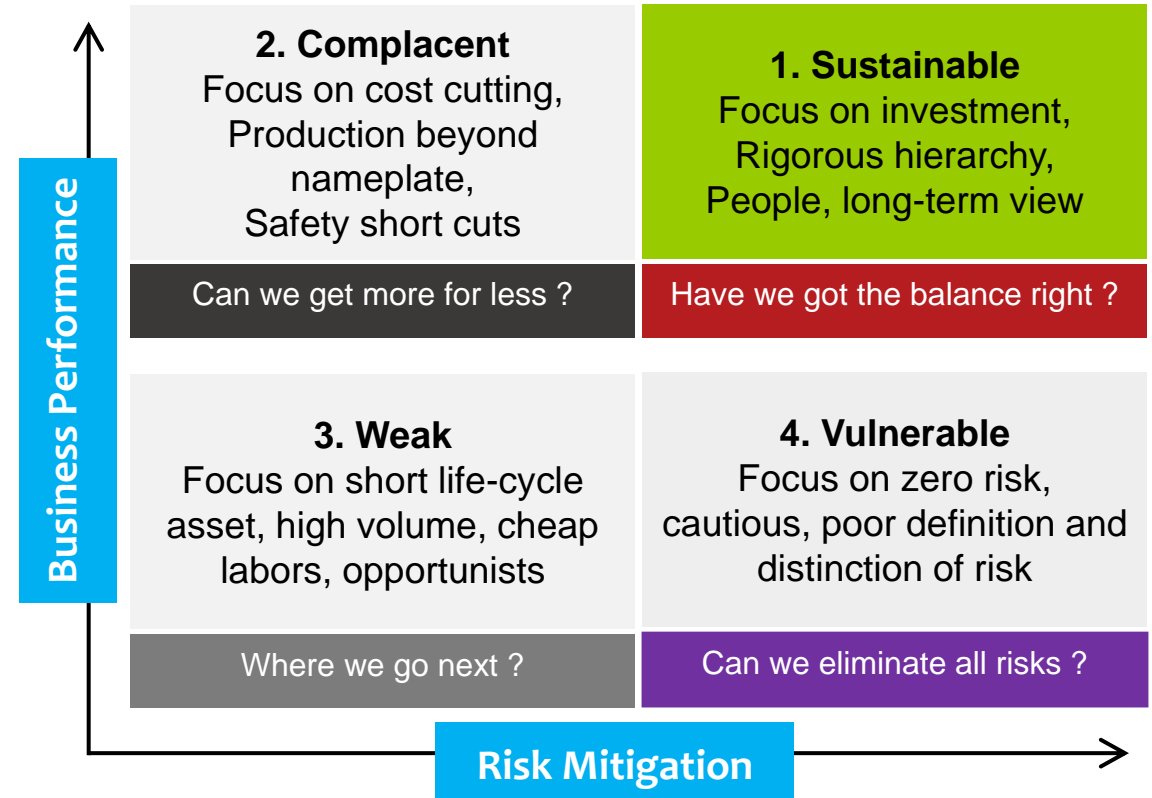 Business Performance
2. Complacent
Focus on cost cutting,
Production beyond
nameplate,
Safety short cuts
Can we get more for less ?
1. Sustainable
Focus on investment,
Rigorous hierarchy,
People, long-term view
Have we got the balance right ?
3. Weak
Focus on short life-cycle
asset, high volume, cheap
labors, opportunists
Where we go next ?
4. Vulnerable
Focus on zero risk,
cautious, poor definition and
distinction of risk
Can we eliminate all risks ?
Risk Mitigation